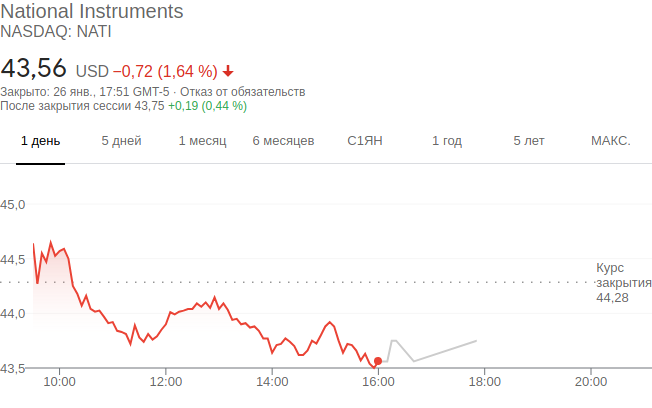 National Instruments
NASDAQ: NATI
43,56 USD −0,72 (1,64 %)
Закрыто: 26 янв., 17:51 GMT-5 · Отказ от обязательств
После закрытия сессии 43,75 +0,19 (0,44 %)
1 день 5 дней 1 месяц 6 месяцев С1ЯН 1 год 5 лет МАКС.
45,0
44,5
Курс
закрытия
44,28
44,0
43,5
10:00 12:00 14:00 16:00 18:00 20:00